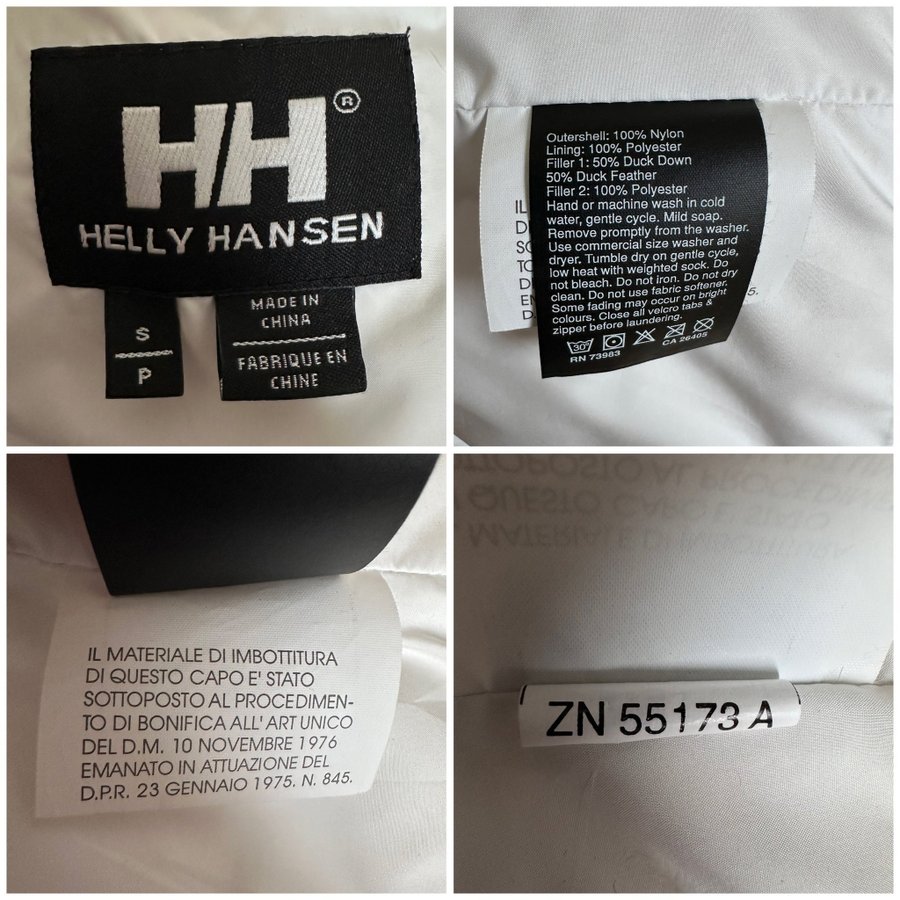 HH®
HELLY HANSEN
S
P
MADE IN
CHINA
FABRIQUE EN
CHINE
Outershell: 100% Nylon
Lining: 100% Polyester
Filler 1: 50% Duck Down
50% Duck Feather
Filler 2: 100% Polyester
Hand or machine wash in cold
water, gentle cycle. Mild soap.
Remove promptly from the washer.
Use commercial size washer and
dryer. Tumble dry on gentle cycle,
low heat with weighted sock. Do
not bleach. Do not iron. Do not dry
clean. Do not use fabric softener.
Some fading may occur on bright
colours. Close all velcro tabs &
zipper before laundering.
30°
RN 73983
CA 26405
IL
DI
SO
TO
D
EN
5.
IL MATERIALE DI IMBOTTITURA
DI QUESTO CAPO E' STATO
SOTTOPOSTO AL PROCEDIMEN-
TO DI BONIFICA ALL' ART UNICO
DEL D.M. 10 NOVEMBRE 1976
EMANATO IN ATTUAZIONE DEL
D.P.R. 23 GENNAIO 1975. N. 845.
ZN 55173 A